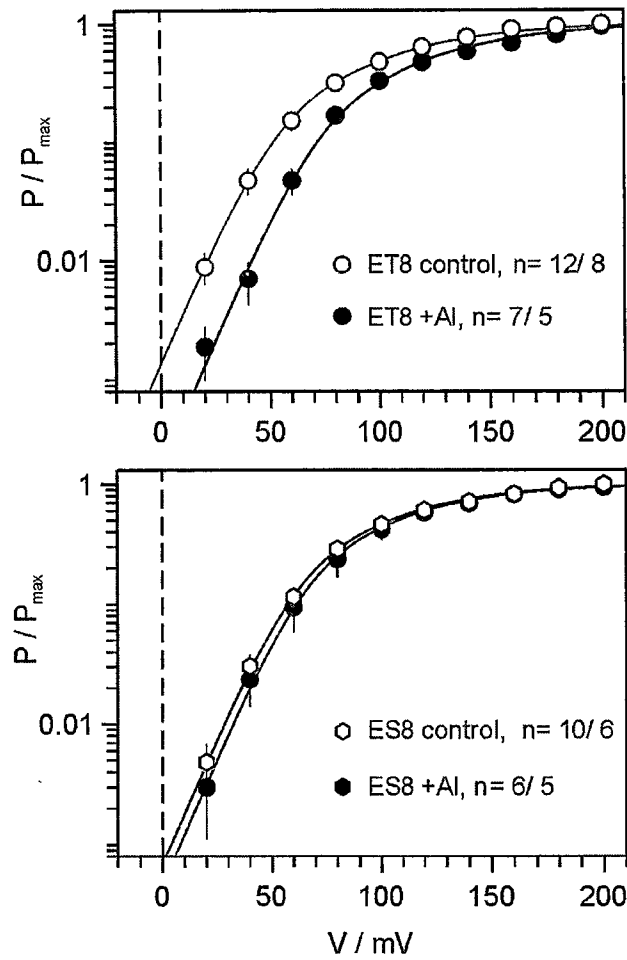 1
P / Pmax
0.01
ET8 control, n= 12/ 8
ET8 +Al, n= 7/ 5
0 50 100 150 200
1
P / Pmax
0.01
ES8 control, n= 10/ 6
ES8 +Al, n= 6/ 5
0 50 100 150 200
V / mV